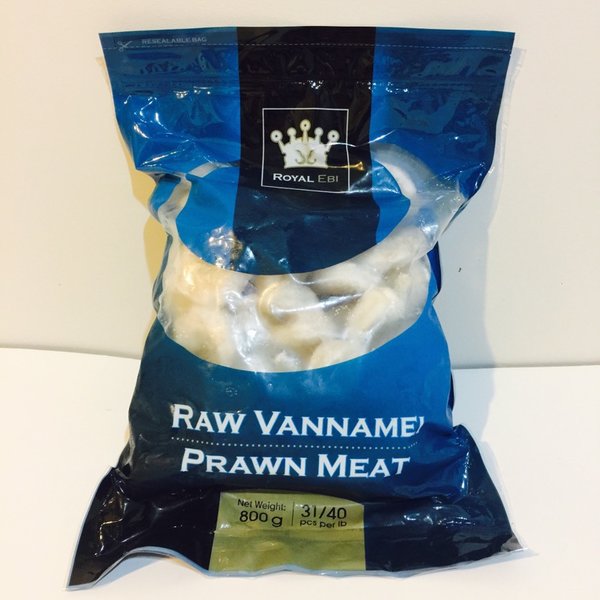 RESEALABLE BAG
ROYAL EBI
RAW VANNAMEI
PRAWN MEAT
Net Weight: 31/40
800 g pcs per lb